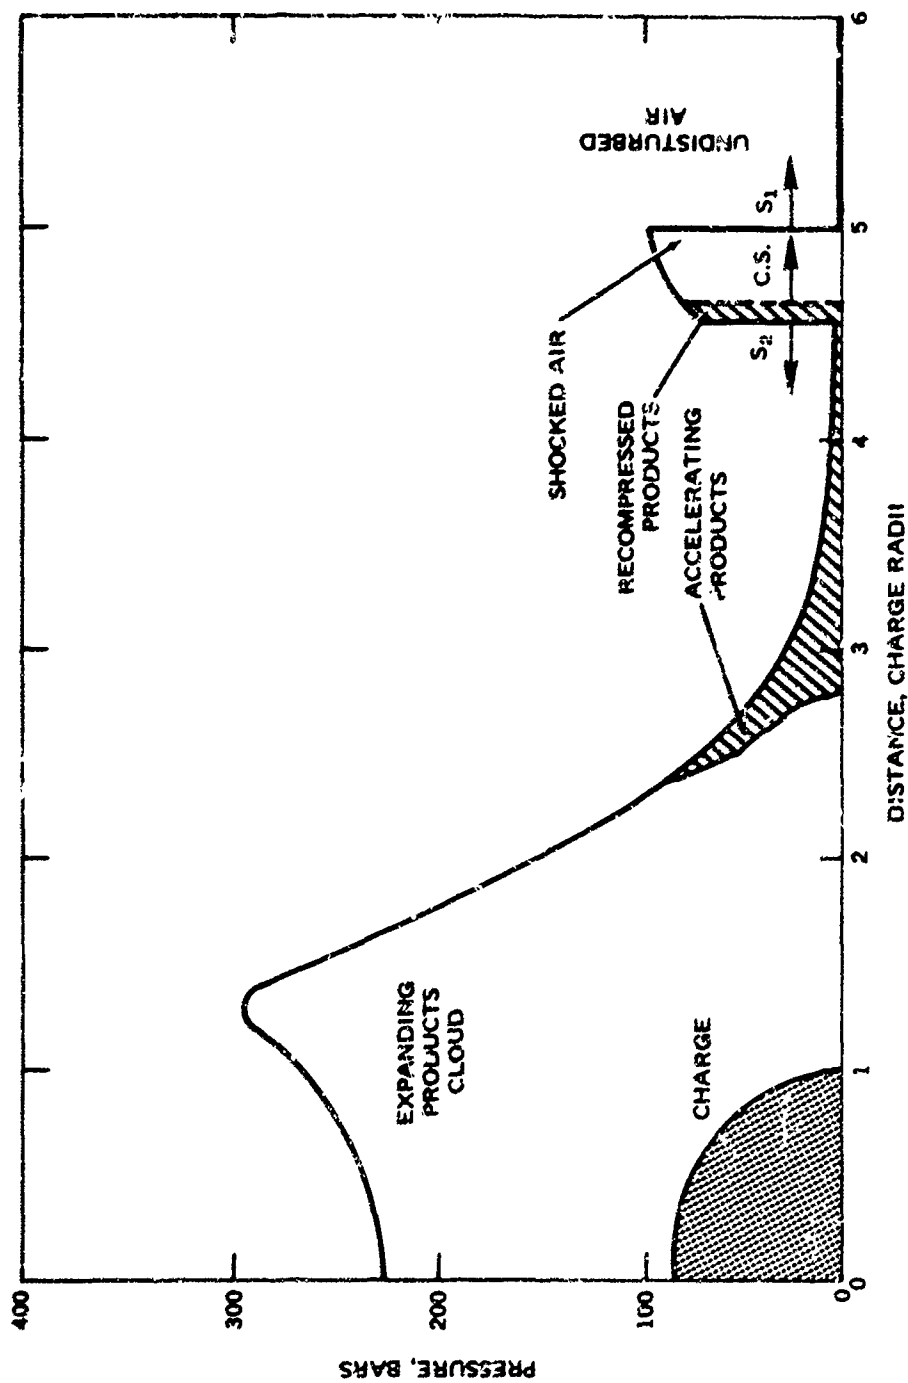 400
300
200
100
0
PRESSURE, BARS
EXPANDING
PRODUCTS
CLOUD
CHARGE
SHOCKED AIR
RECOMPRESSED
PRODUCTS
ACCELERATING
PRODUCTS
UNDISTURBED
AIR
S2
C.S.
S1
0
1
2
3
4
5
6
DISTANCE, CHARGE RADII